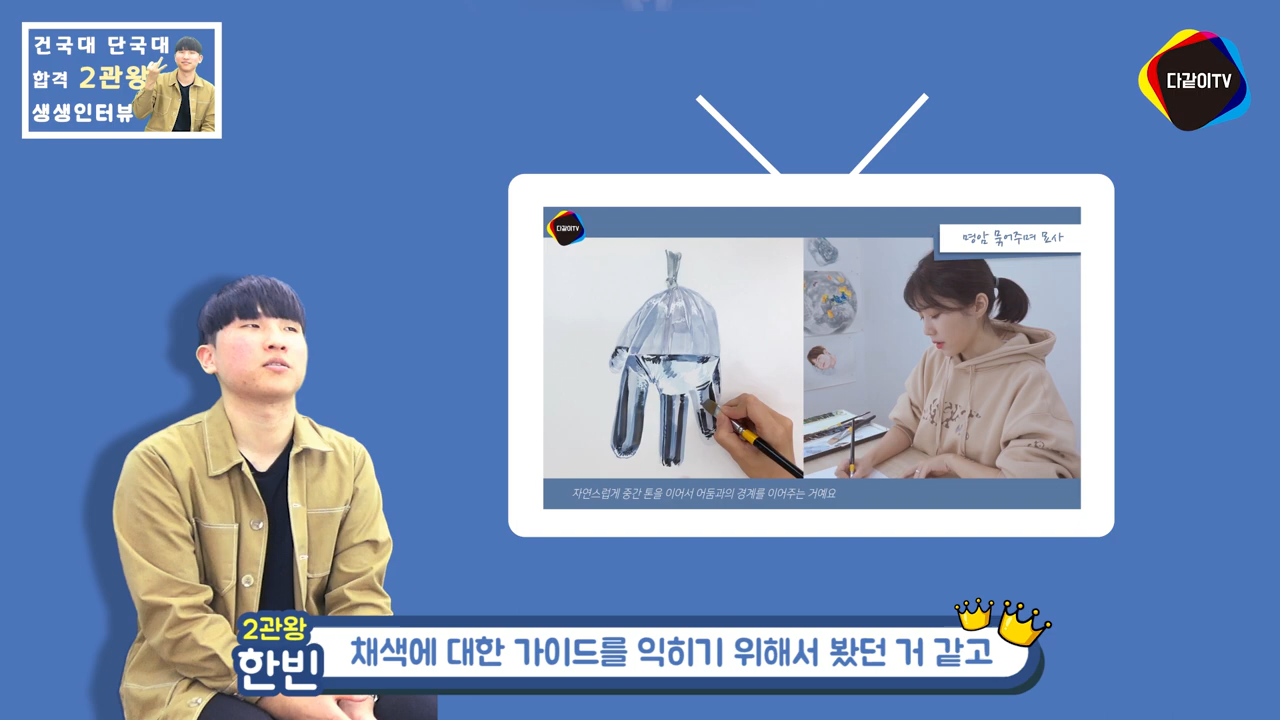 건국대 단국대
합격 2관왕
생생인터뷰
다같이TV
다같이TV
명암 묶어주며 묘사
자연스럽게 중간 톤을 이어서 어둠과의 경계를 이어주는 거예요
2관왕
한빈
채색에 대한 가이드를 익히기 위해서 봤던 거 같고